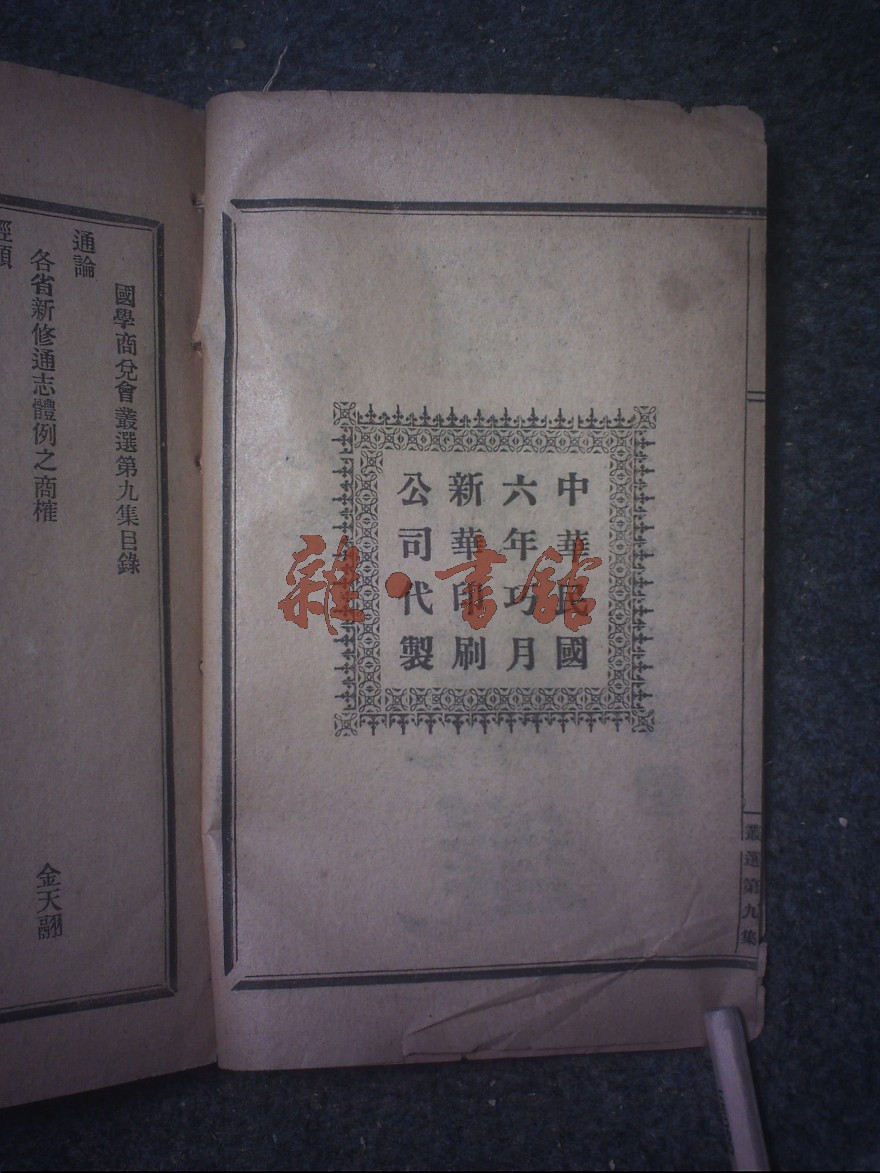 中華民國
六年巧月
新華印刷
公司代製
叢選第九集
國學商兌會叢選第九集目錄
通論
各省新修通志體例之商榷
金天翮
雜·書館